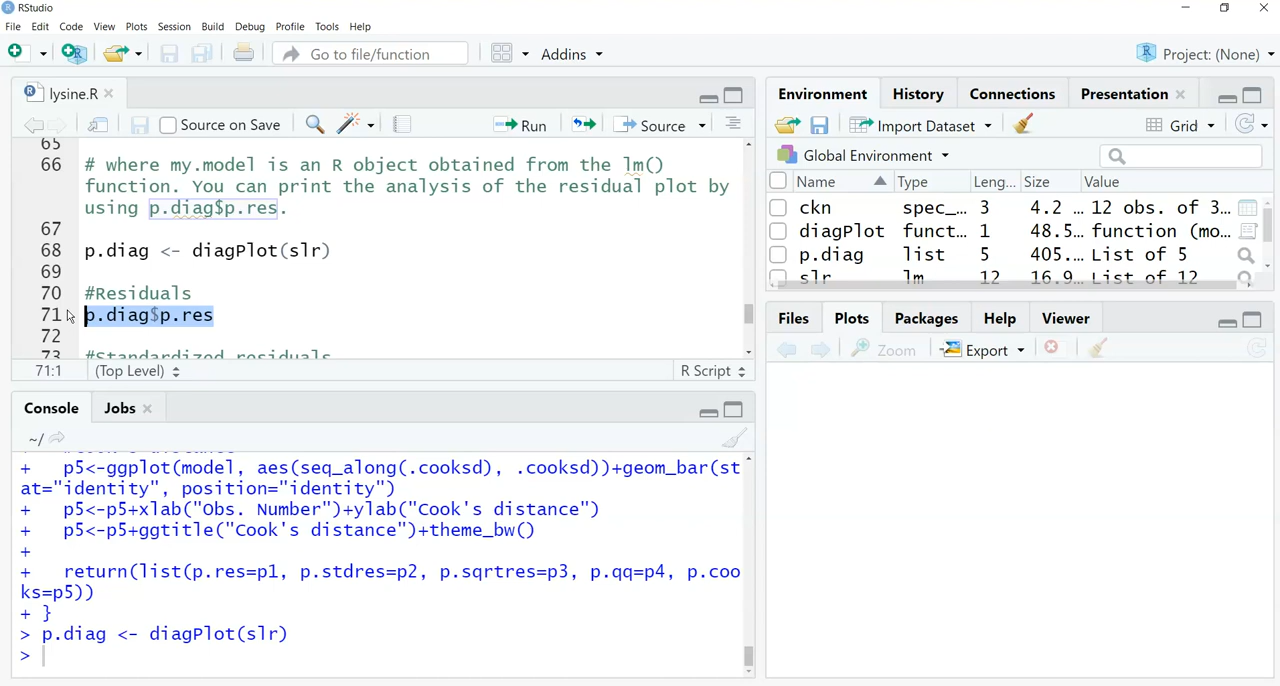 RStudio
File Edit Code View Plots Session Build Debug Profile Tools Help
Go to file/function Addins Project: (None)
lysine.R
Source on Save Run Source
65
66 # where my.model is an R object obtained from the lm()
function. You can print the analysis of the residual plot by
using p.diag$p.res.
67
68 p.diag <- diagPlot(slr)
69
70 #Residuals
71 p.diag$p.res
72
73 #Standardized residuals
71:1 (Top Level) R Script
Console Jobs
~/
+ p5<-ggplot(model, aes(seq_along(.cooksd), .cooksd))+geom_bar(st
at="identity", position="identity")
+ p5<-p5+xlab("Obs. Number")+ylab("Cook's distance")
+ p5<-p5+ggtitle("Cook's distance")+theme_bw()
+
+ return(list(p.res=p1, p.stdres=p2, p.sqrtres=p3, p.qq=p4, p.coo
ks=p5))
+ }
> p.diag <- diagPlot(slr)
>
Environment History Connections Presentation
Import Dataset Grid
Global Environment
Name Type Leng... Size Value
ckn spec_... 3 4.2 ... 12 obs. of 3...
diagPlot funct... 1 48.5... function (mo...
p.diag list 5 405.... List of 5
slr lm 12 16.9... List of 12
Files Plots Packages Help Viewer
Zoom Export